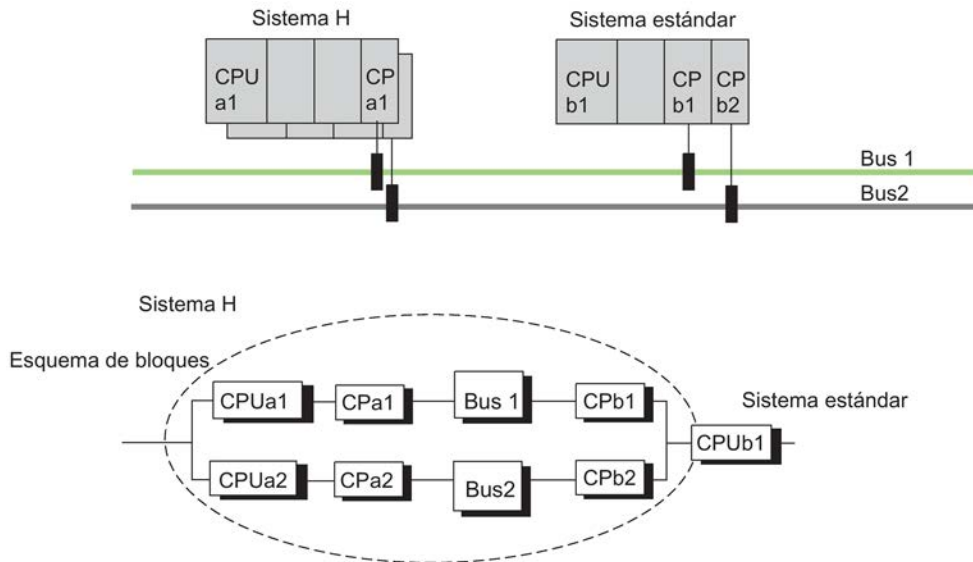 Sistema H
Sistema estándar
CPU
a1
CP
a1
CPU
b1
CP
b1
CP
b2
Bus 1
Bus2
Sistema H
Esquema de bloques
CPUa1
CPa1
Bus 1
CPb1
Sistema estándar
CPUb1
CPUa2
CPa2
Bus2
CPb2